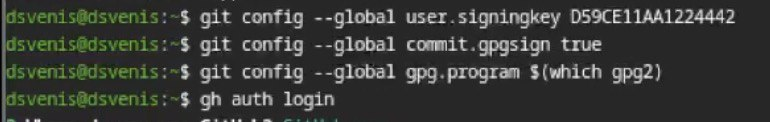 dsvenis@dsvenis:~$ git config --global user.signingkey D59CE11AA1224442
dsvenis@dsvenis:~$ git config --global commit.gpgsign true
dsvenis@dsvenis:~$ git config --global gpg.program $(which gpg2)
dsvenis@dsvenis:~$ gh auth login